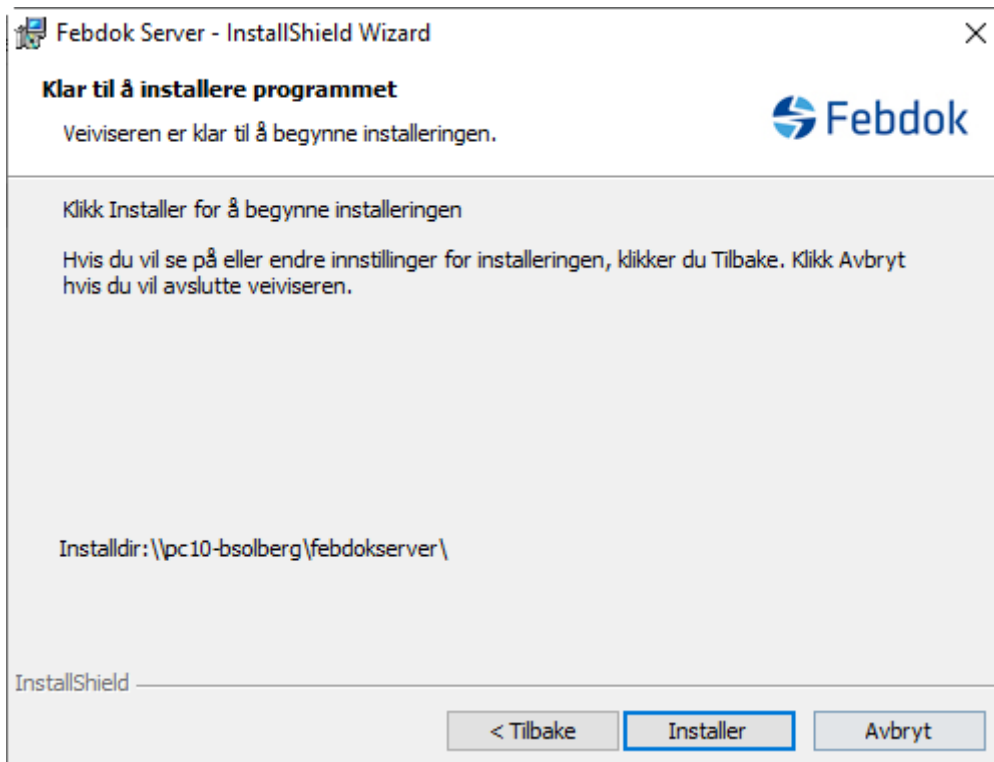 Febdok Server - InstallShield Wizard
Klar til å installere programmet
Veiviseren er klar til å begynne installeringen.
Febdok
Klikk Installer for å begynne installeringen
Hvis du vil se på eller endre innstillinger for installeringen, klikker du Tilbake. Klikk Avbryt
hvis du vil avslutte veiviseren.
Installdir:\\pc10-bsolberg\febdokserver\
InstallShield
< Tilbake
Installer
Avbryt